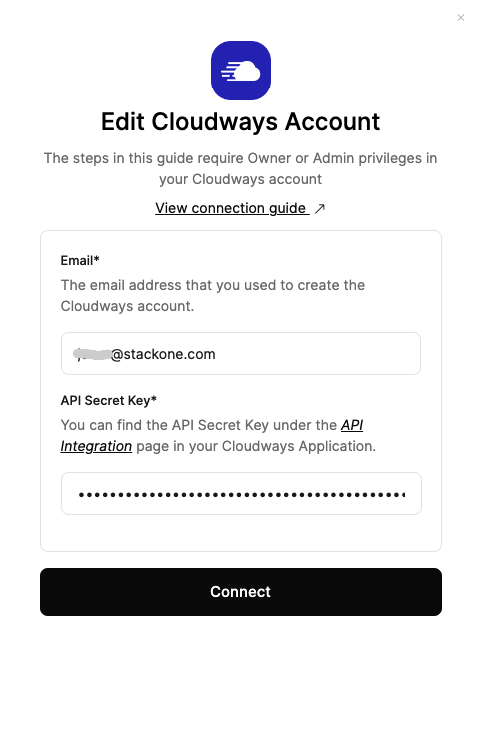 ×
Edit Cloudways Account
The steps in this guide require Owner or Admin privileges in
your Cloudways account
View connection guide ↗
Email*
The email address that you used to create the
Cloudways account.
@stackone.com
API Secret Key*
You can find the API Secret Key under the API
Integration page in your Cloudways Application.
••••••••••••••••••••••••••••••••••••••••••
Connect